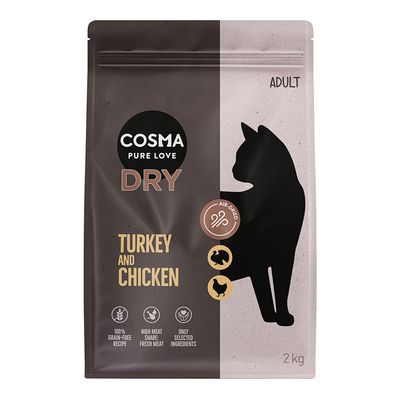 ADULT
COSMA
PURE LOVE
DRY
AIR-DRIED
TURKEY
AND
CHICKEN
100%
GRAIN-FREE
RECIPE
HIGH MEAT
SHARE:
FRESH MEAT
ONLY
SELECTED
INGREDIENTS
2 kg